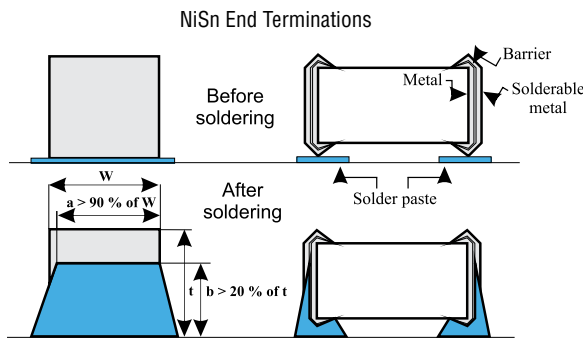 NiSn End Terminations
Barrier
Metal
Solderable
metal
Before
soldering
Solder paste
W
a > 90 % of W
After
soldering
t
b > 20 % of t